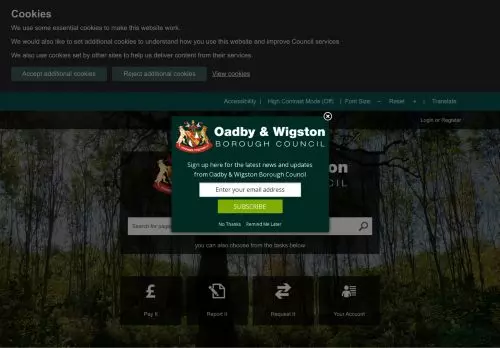 Cookies
We use some essential cookies to make this website work.
We would also like to set additional cookies to understand how you use this website and improve Council services
We also use cookies set by other sites to help us deliver content from their services.
Accept additional cookies
Reject additional cookies
View cookies
Accessibility | High Contrast Mode (Off) | Font Size - Reset + | Translate
Login or Register
Oadby & Wigston
BOROUGH COUNCIL
Sign up here for the latest news and updates
from Oadby & Wigston Borough Council
Enter your email address
SUBSCRIBE
No Thanks
Remind Me Later
Search for
you can also choose from the tasks below
Pay It
Report It
Request It
Your Account